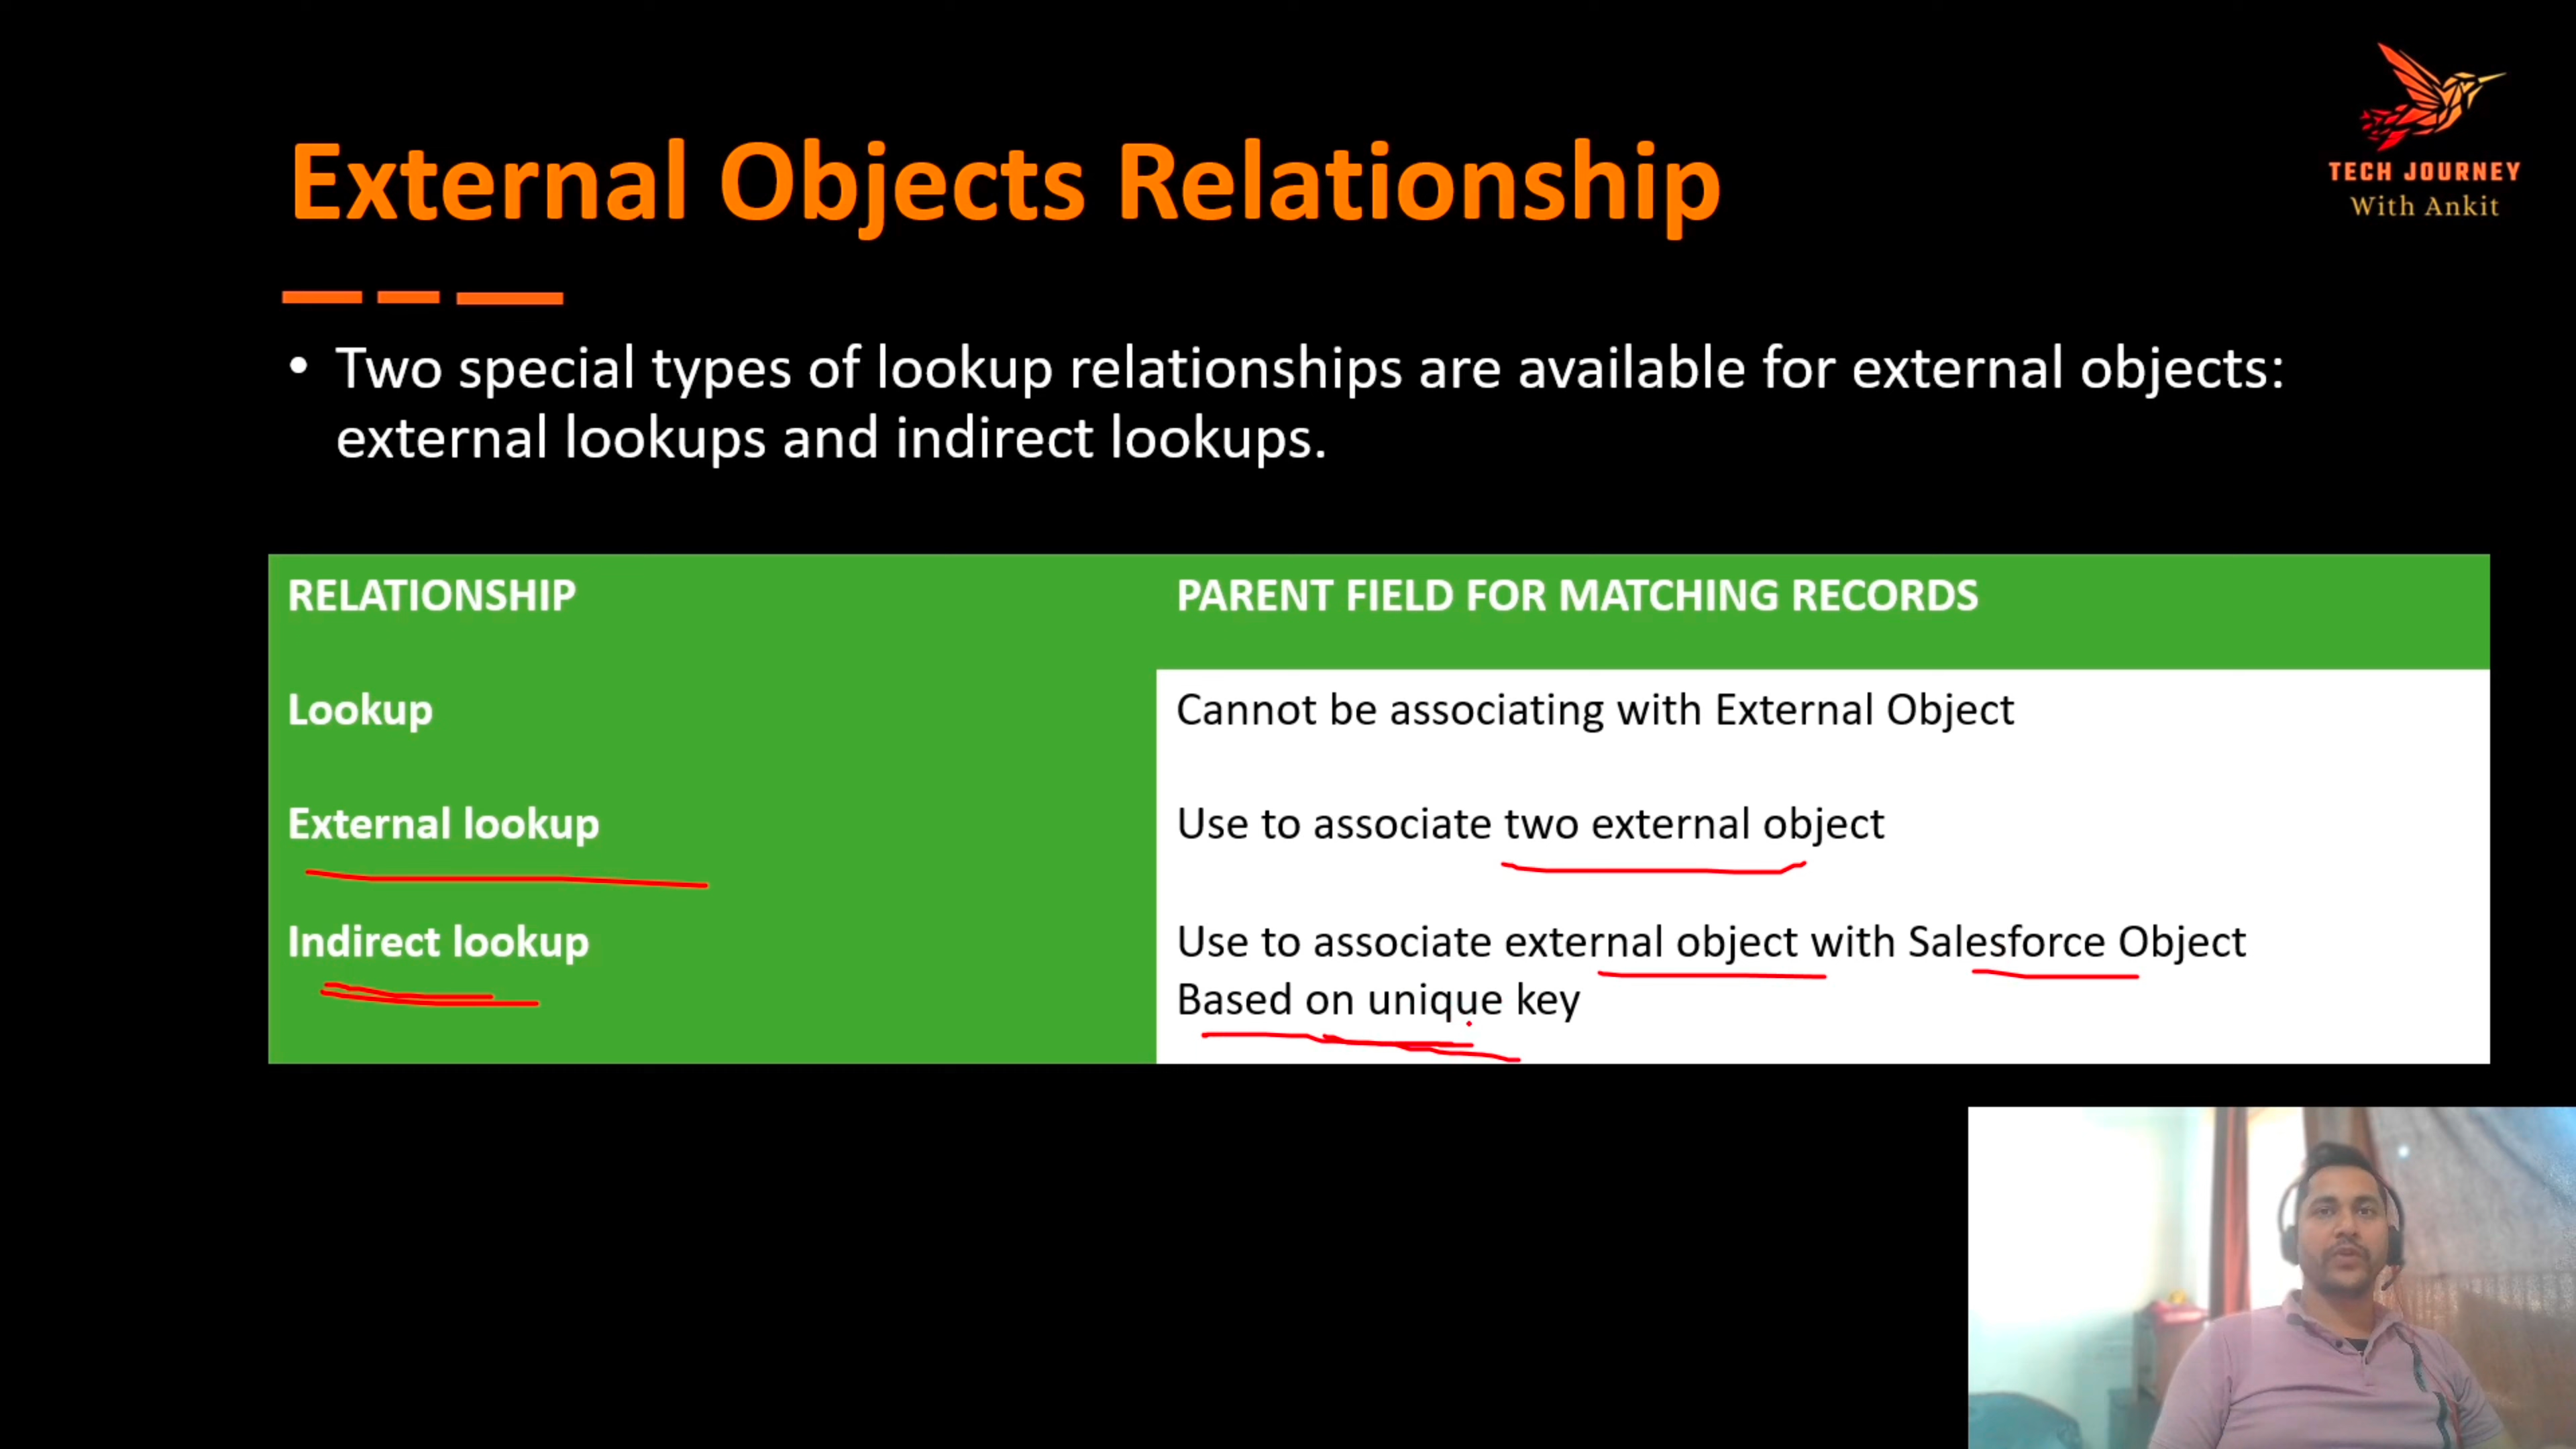 TECH JOURNEY
With Ankit
External Objects Relationship
• Two special types of lookup relationships are available for external objects:
external lookups and indirect lookups.
RELATIONSHIP
PARENT FIELD FOR MATCHING RECORDS
Lookup
Cannot be associating with External Object
External lookup
Use to associate two external object
Indirect lookup
Use to associate external object with Salesforce Object
Based on unique key